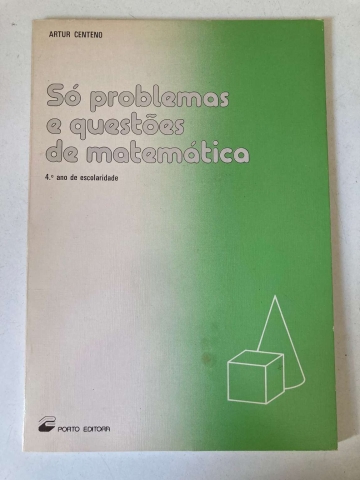 ARTUR CENTENO
Só problemas
e questões
de matemática
4.º ano de escolaridade
PORTO EDITORA